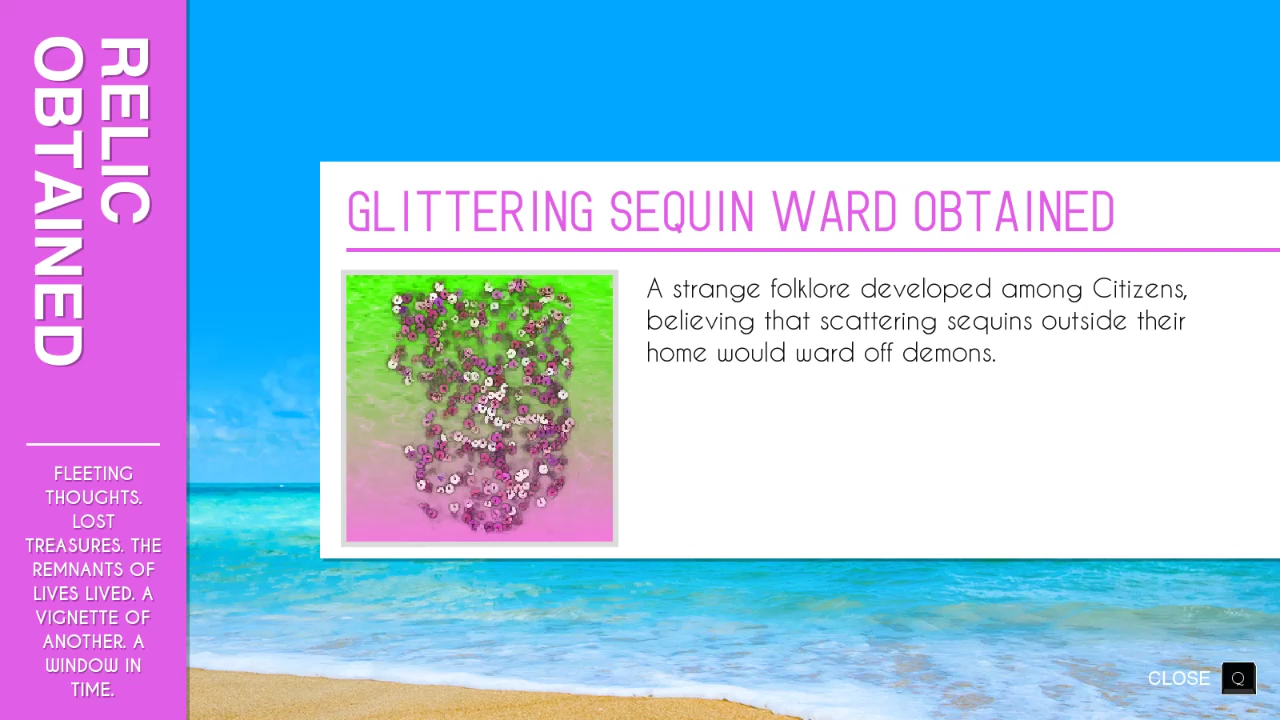 RELIC
OBTAINED
FLEETING
THOUGHTS.
LOST
TREASURES. THE
REMNANTS OF
LIVES LIVED. A
VIGNETTE OF
ANOTHER. A
WINDOW IN
TIME.
GLITTERING SEQUIN WARD OBTAINED
A strange folklore developed among Citizens,
believing that scattering sequins outside their
home would ward off demons.
CLOSE Q